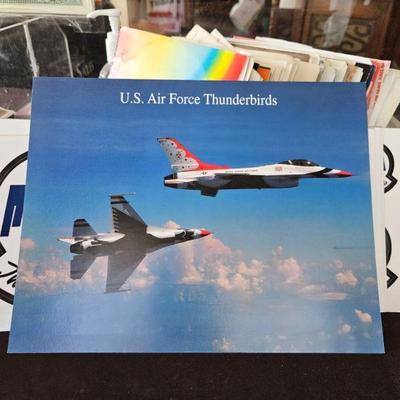 U.S. Air Force Thunderbirds